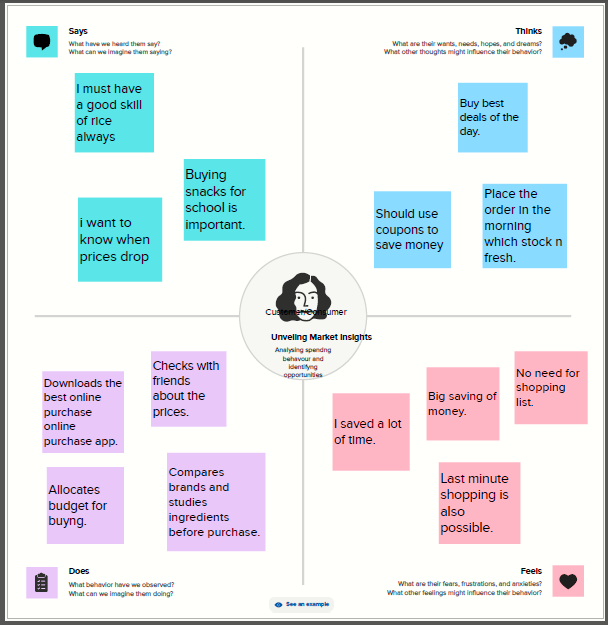 Says
What have we heard them say?
What can we imagine them saying?
Thinks
What are their wants, needs, hopes, and dreams?
What other thoughts might influence their behavior?
I must have
a good skill
of rice
always
Buying
snacks for
school is
important.
i want to
know when
prices drop
Buy best
deals of the
day.
Should use
coupons to
save money
Place the
order in the
morning
which stock n
fresh.
Customer/Consumer
Unveling Market Insights
Analysing spendng
behavour and
identifying
opportunities
Downloads the
best online
purchase
online
purchase app.
Checks with
friends
about the
prices.
Allocates
budget for
buyng.
Compares
brands and
studies
ingredients
before purchase.
I saved a lot
of time.
Big saving of
money.
No need for
shopping
list.
Last minute
shopping is
also
possible.
Does
What behavior have we observed?
What can we imagine them doing?
Feels
What are their fears, frustrations, and anxieties?
What other feelings might influence their behavior?
See an example